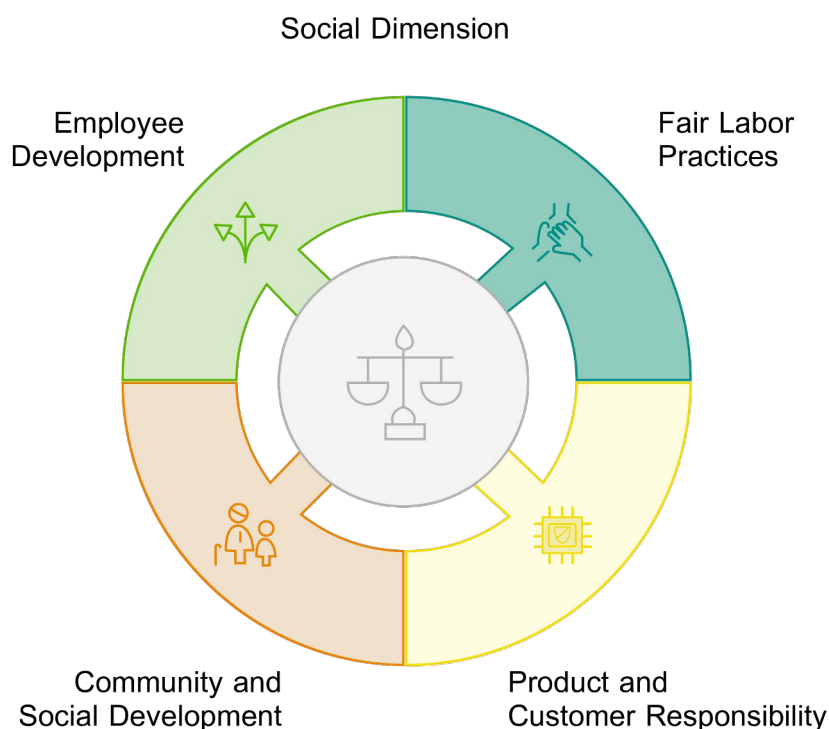 Social Dimension
Employee
Development
Fair Labor
Practices
Community and
Social Development
Product and
Customer Responsibility